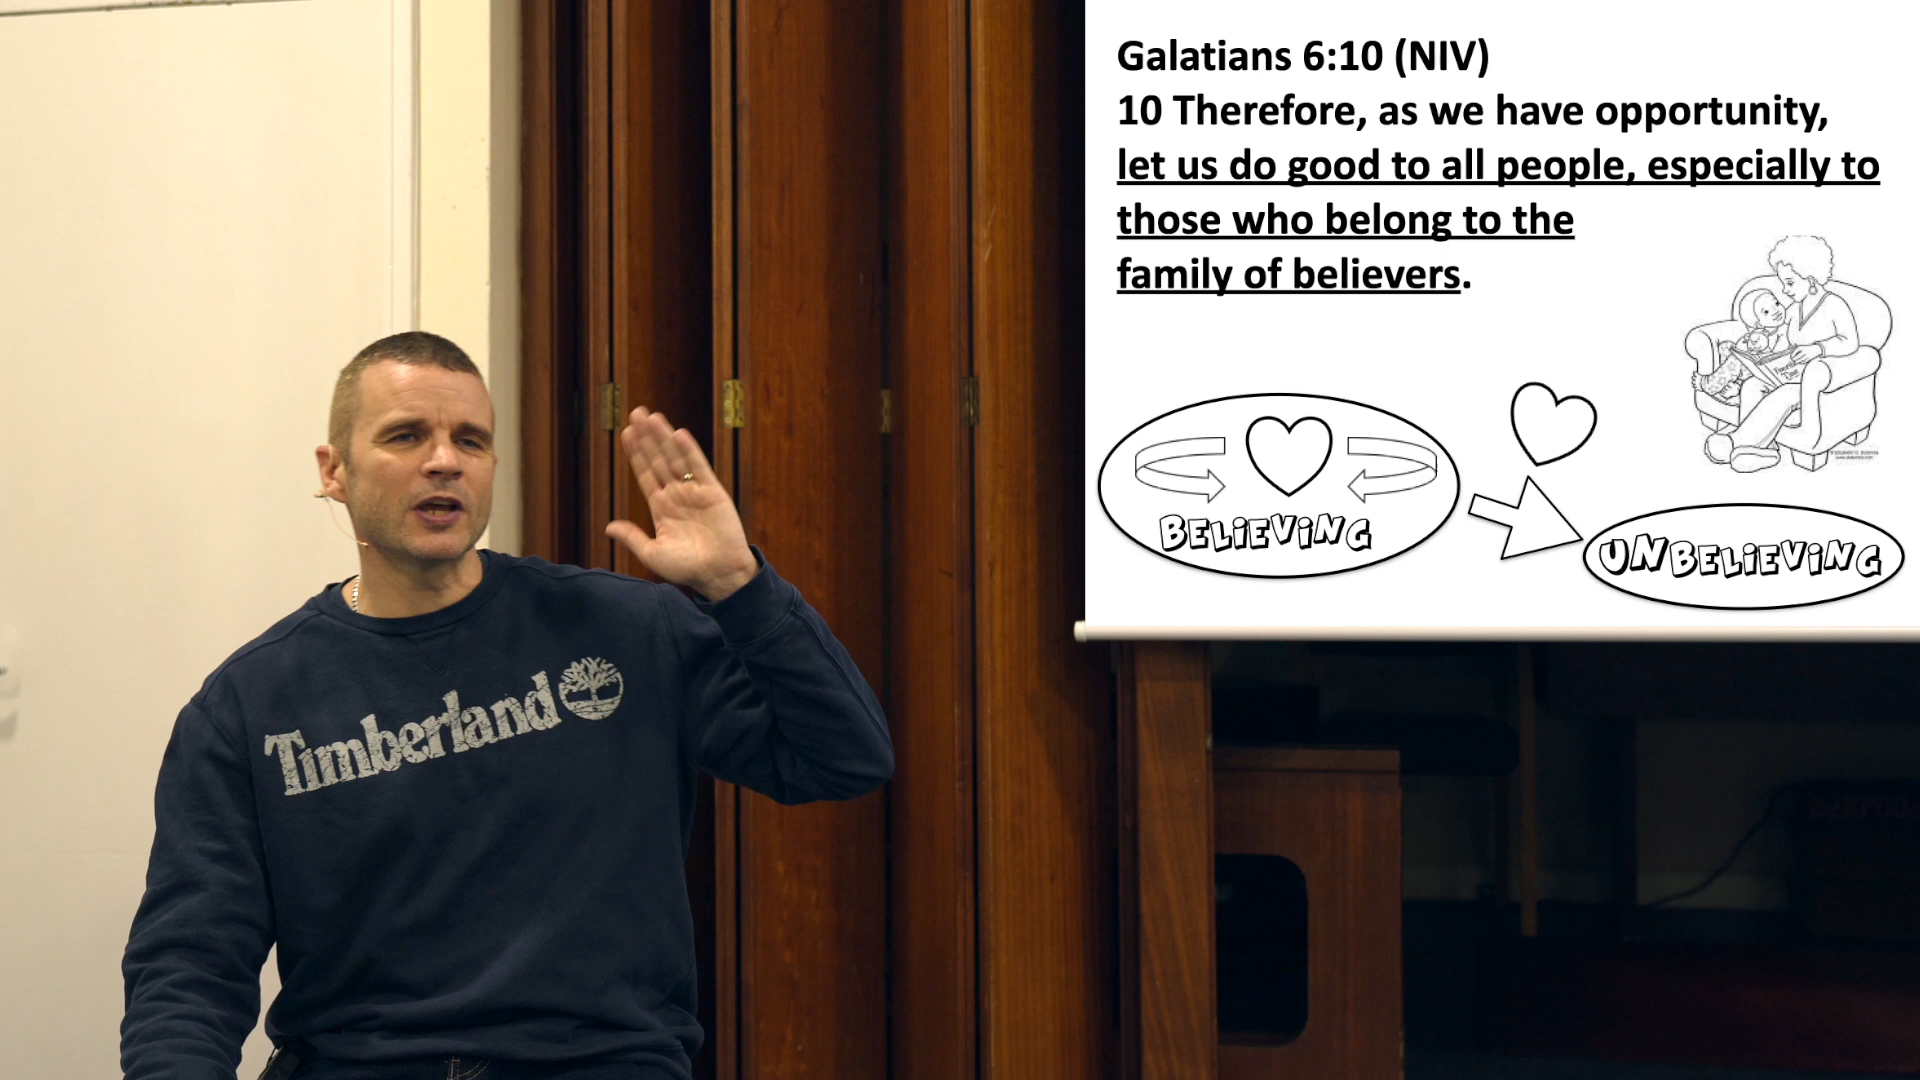 Galatians 6:10 (NIV)
10 Therefore, as we have opportunity,
let us do good to all people, especially to
those who belong to the
family of believers.
BELiEViNG
UNBELiEViNG
Timberland